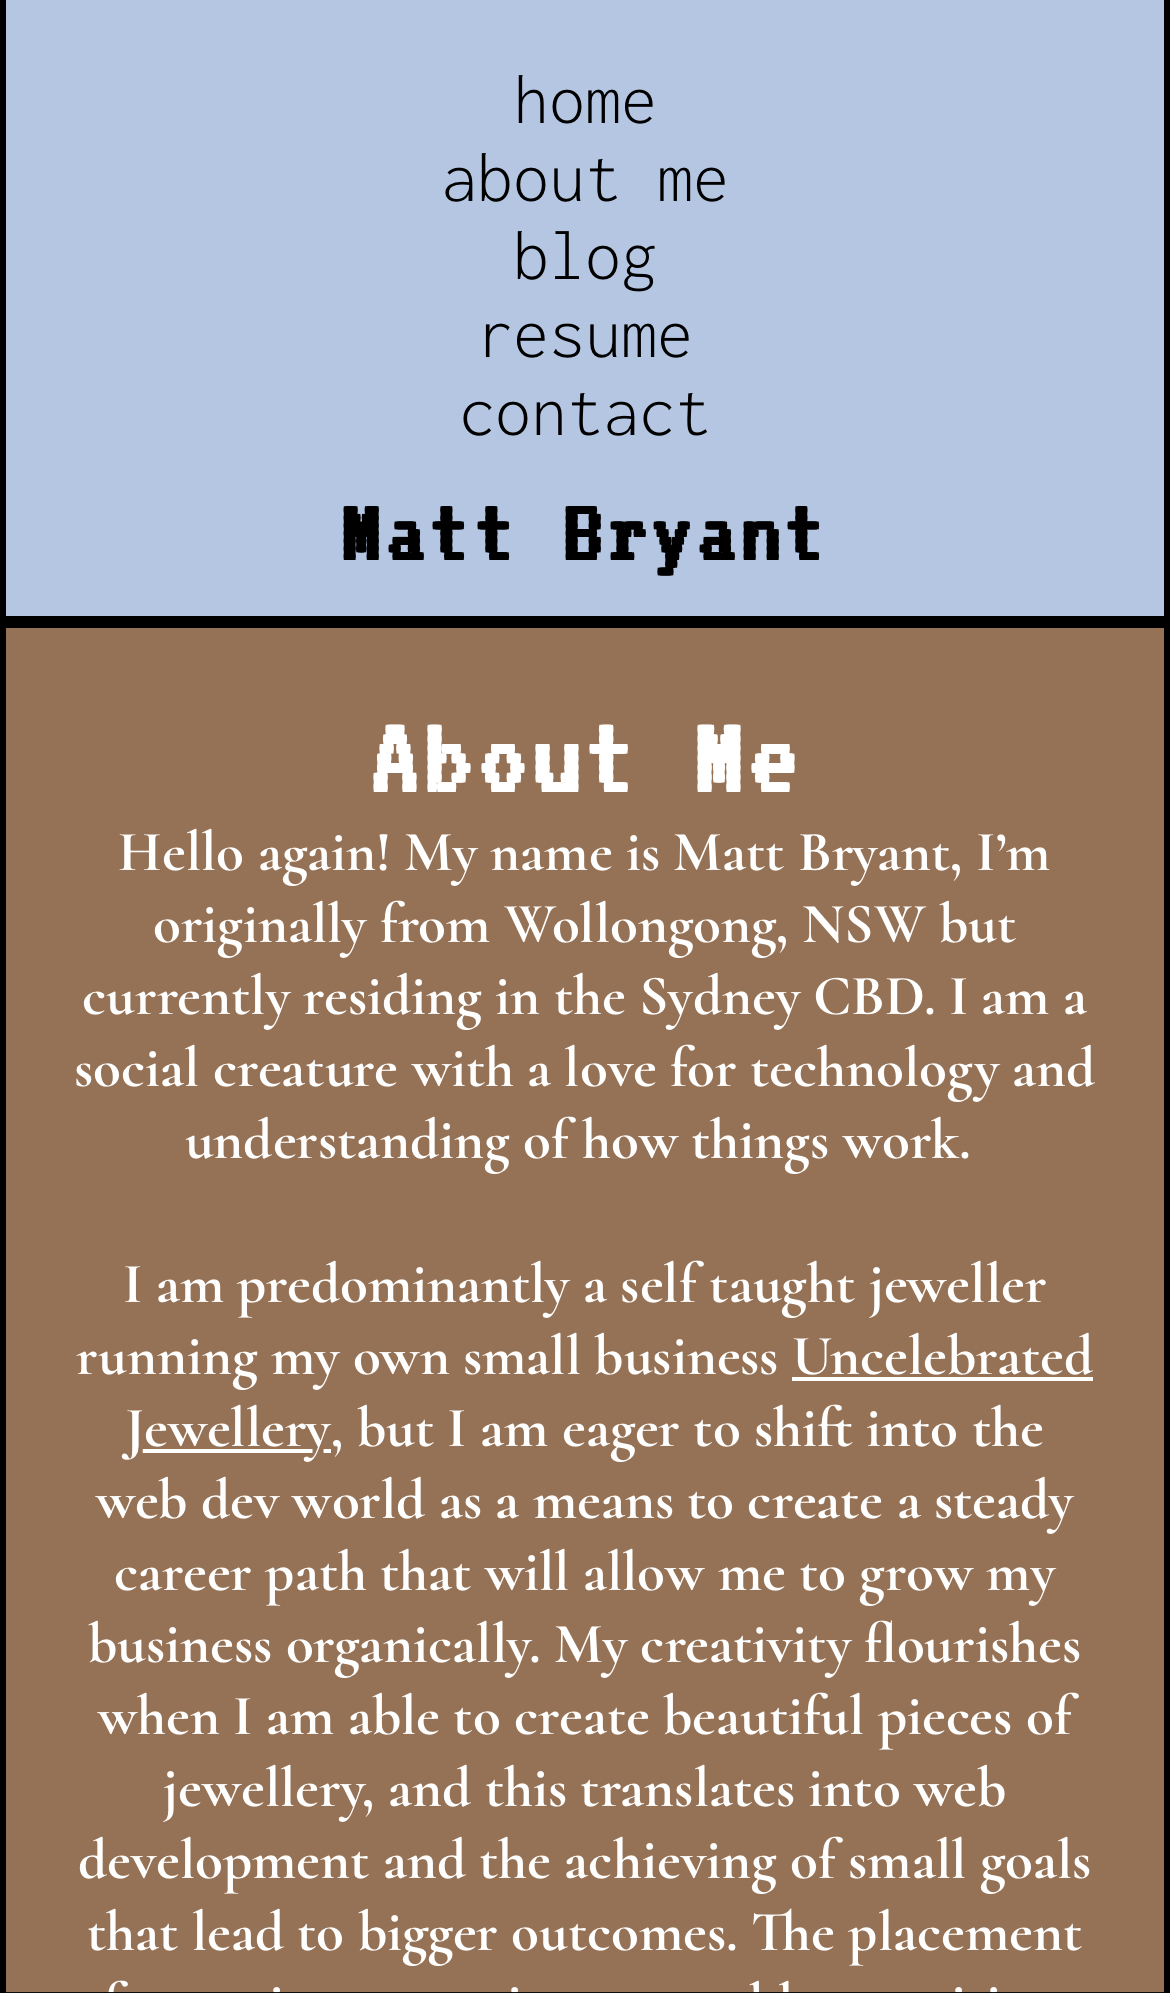 home
about me
blog
resume
contact
Matt Bryant
About Me
Hello again! My name is Matt Bryant, I’m
originally from Wollongong, NSW but
currently residing in the Sydney CBD. I am a
social creature with a love for technology and
understanding of how things work.
I am predominantly a self taught jeweller
running my own small business Uncelebrated
Jewellery, but I am eager to shift into the
web dev world as a means to create a steady
career path that will allow me to grow my
business organically. My creativity flourishes
when I am able to create beautiful pieces of
jewellery, and this translates into web
development and the achieving of small goals
that lead to bigger outcomes. The placement